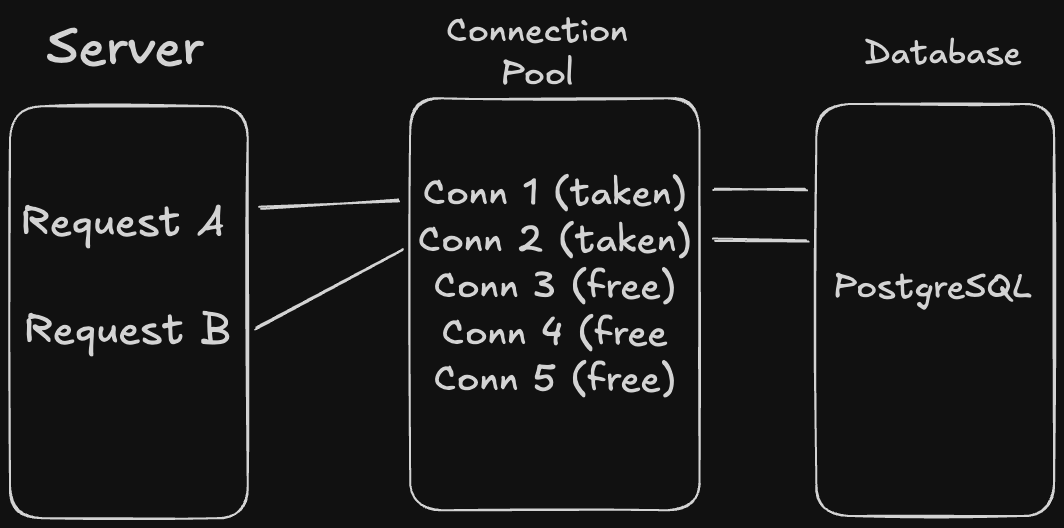 Server
Connection
Pool
Database
Request A
Request B
Conn 1 (taken)
Conn 2 (taken)
Conn 3 (free)
Conn 4 (free
Conn 5 (free)
PostgreSQL